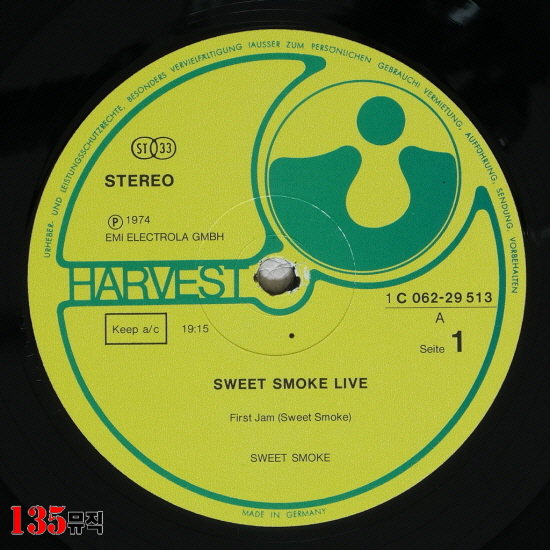 URHEBER- UND LEISTUNGSSCHUTZRECHTE, BESONDERS VERVIELFÄLTIGUNG (AUSSER ZUM PERSÖNLICHEN GEBRAUCH) VERMIETUNG, AUFFÜHRUNG, SENDUNG, VORBEHALTEN
ST 33
STEREO
Ⓟ 1974
EMI ELECTROLA GMBH
HARVEST
1 C 062-29 513
A
Keep a/c 19:15
Seite 1
SWEET SMOKE LIVE
First Jam (Sweet Smoke)
SWEET SMOKE
MADE IN GERMANY
135뮤직